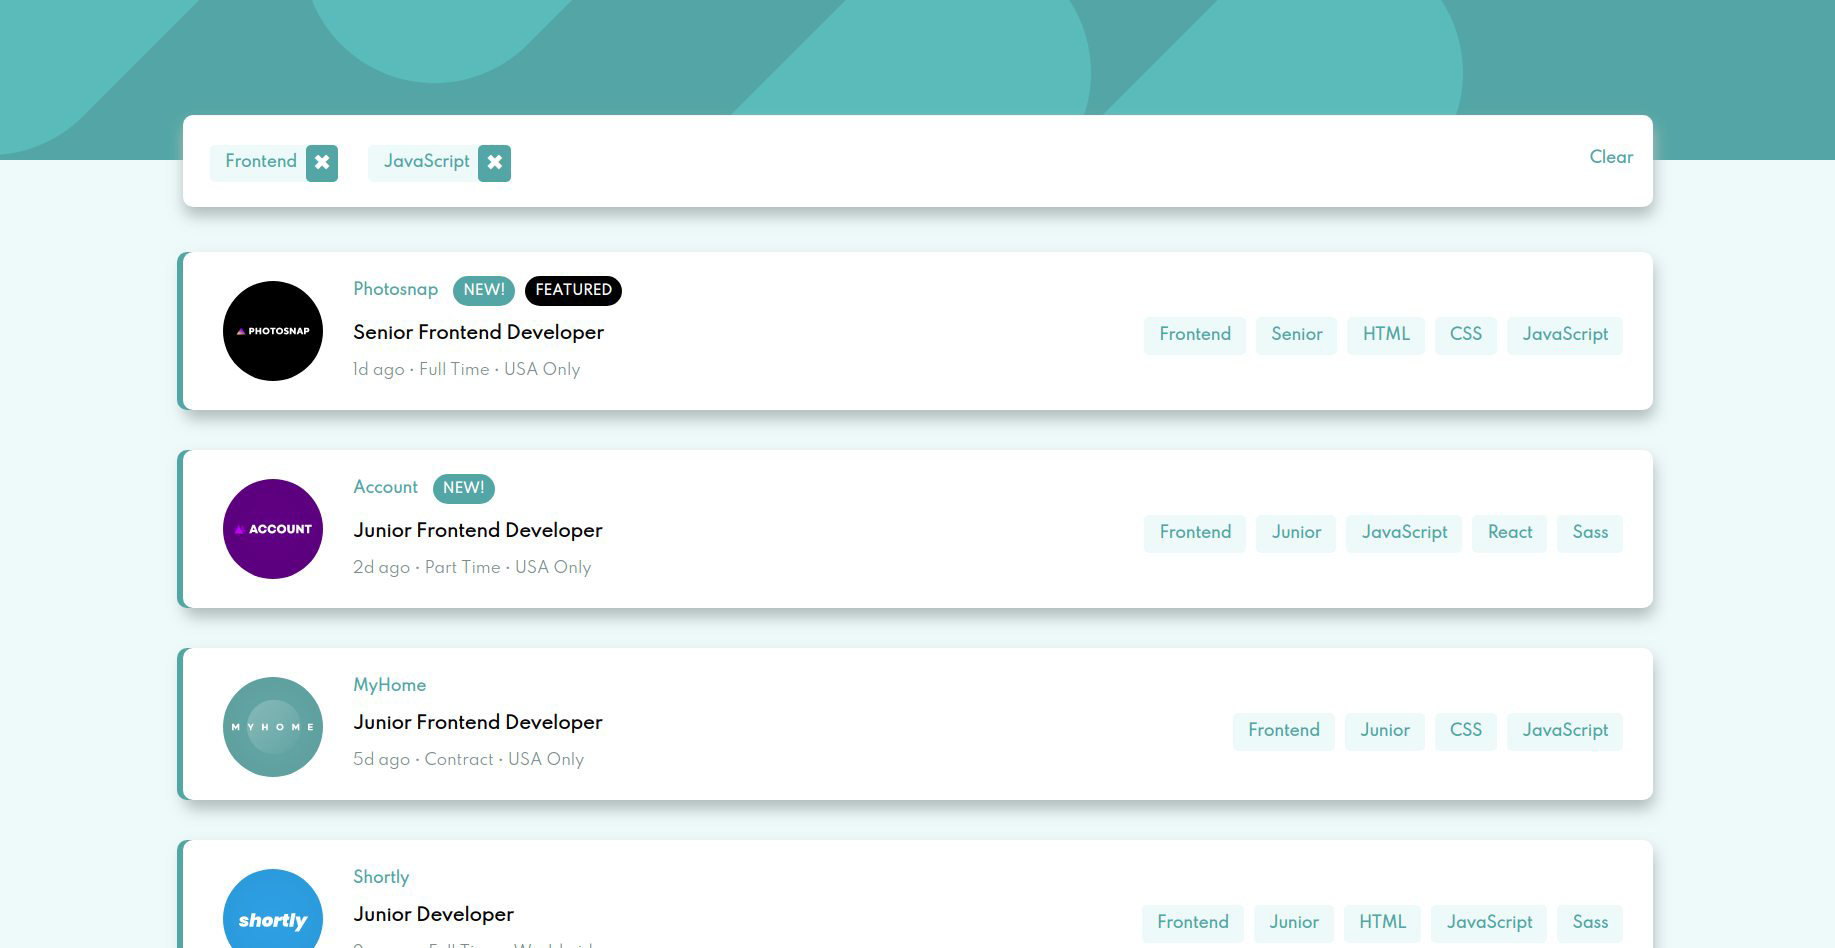 Frontend ✖ JavaScript ✖ Clear
PHOTOSNAP
Photosnap NEW! FEATURED
Senior Frontend Developer
1d ago · Full Time · USA Only
Frontend Senior HTML CSS JavaScript
ACCOUNT
Account NEW!
Junior Frontend Developer
2d ago · Part Time · USA Only
Frontend Junior JavaScript React Sass
MYHOME
MyHome
Junior Frontend Developer
5d ago · Contract · USA Only
Frontend Junior CSS JavaScript
shortly
Shortly
Junior Developer
Frontend Junior HTML JavaScript Sass